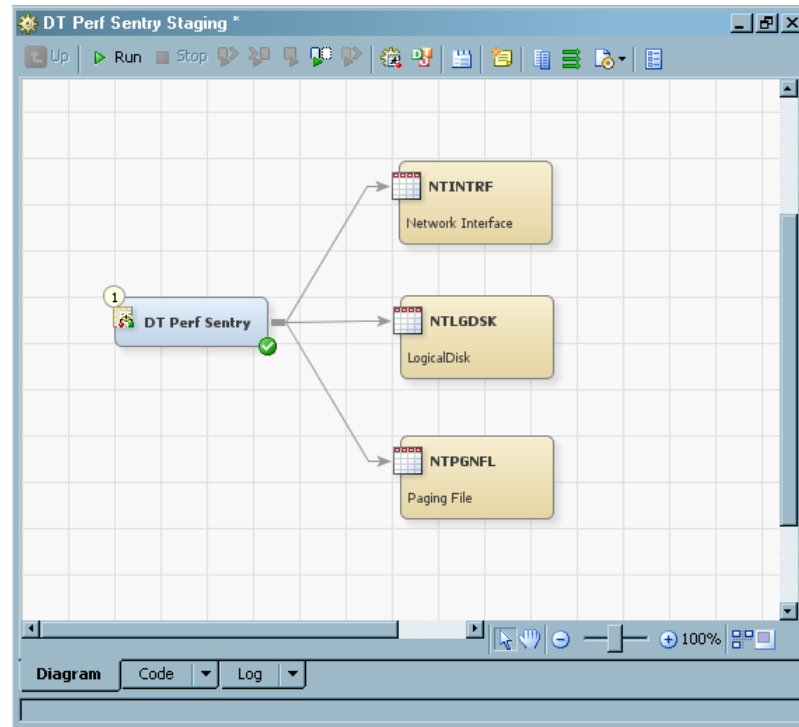 DT Perf Sentry Staging *
Up Run Stop
NTINTRF
Network Interface
1
DT Perf Sentry
NTLGDSK
LogicalDisk
NTPGNFL
Paging File
100%
Diagram Code Log